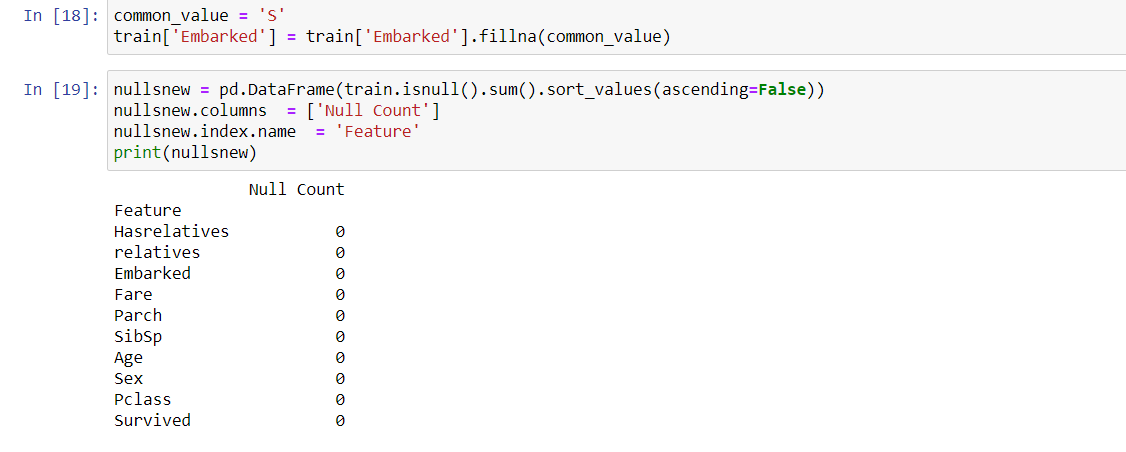 In [18]: common_value = 'S'
train['Embarked'] = train['Embarked'].fillna(common_value)
In [19]: nullsnew = pd.DataFrame(train.isnull().sum().sort_values(ascending=False))
nullsnew.columns  = ['Null Count']
nullsnew.index.name  = 'Feature'
print(nullsnew)
Null Count
Feature
Hasrelatives 0
relatives 0
Embarked 0
Fare 0
Parch 0
SibSp 0
Age 0
Sex 0
Pclass 0
Survived 0